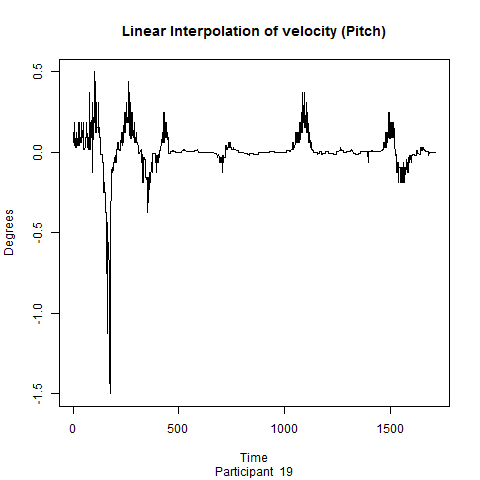 Linear Interpolation of velocity (Pitch)
0.5
0.0
-0.5
-1.0
-1.5
Degrees
0 500 1000 1500
Time
Participant 19